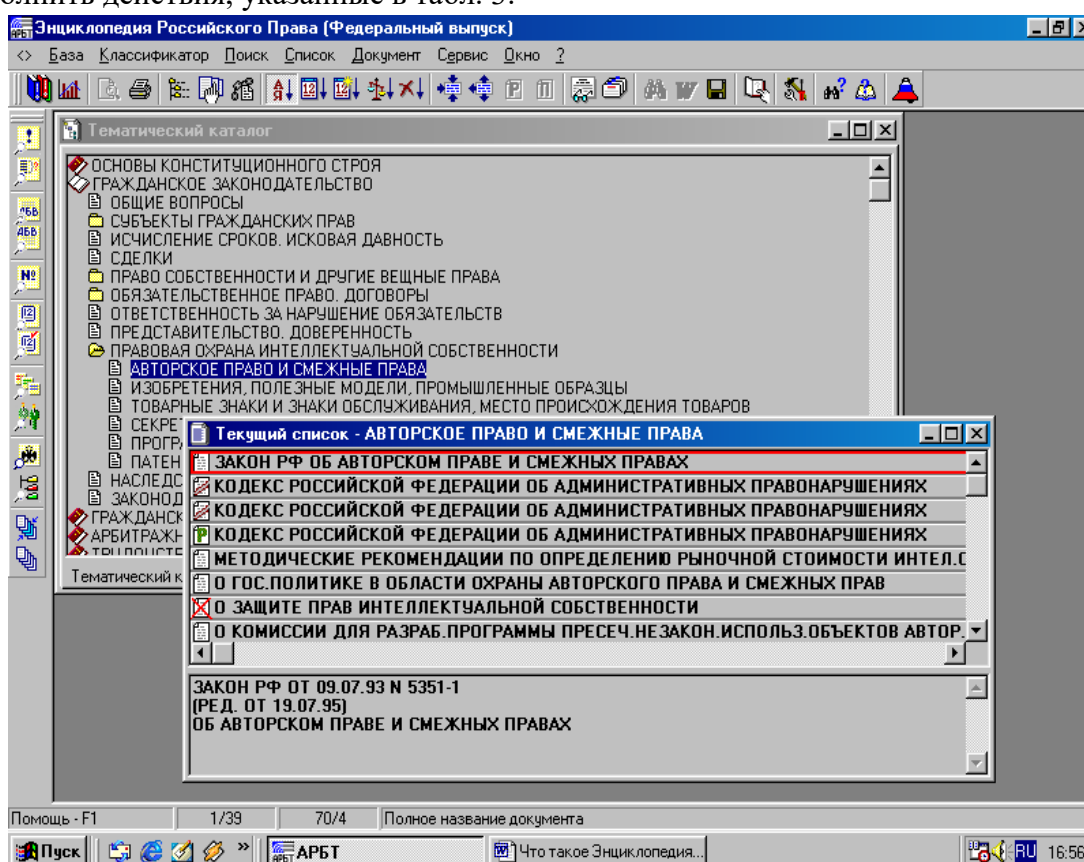 олнить действия, указанные в табл. 3.
Энциклопедия Российского Права (Федеральный выпуск)
<> База Классификатор Поиск Список Документ Сервис Окно ?
Тематический каталог
ОСНОВЫ КОНСТИТУЦИОННОГО СТРОЯ
ГРАЖДАНСКОЕ ЗАКОНОДАТЕЛЬСТВО
ОБЩИЕ ВОПРОСЫ
СУБЪЕКТЫ ГРАЖДАНСКИХ ПРАВ
ИСЧИСЛЕНИЕ СРОКОВ. ИСКОВАЯ ДАВНОСТЬ
СДЕЛКИ
ПРАВО СОБСТВЕННОСТИ И ДРУГИЕ ВЕЩНЫЕ ПРАВА
ОБЯЗАТЕЛЬСТВЕННОЕ ПРАВО. ДОГОВОРЫ
ОТВЕТСТВЕННОСТЬ ЗА НАРУШЕНИЕ ОБЯЗАТЕЛЬСТВ
ПРЕДСТАВИТЕЛЬСТВО. ДОВЕРЕННОСТЬ
ПРАВОВАЯ ОХРАНА ИНТЕЛЛЕКТУАЛЬНОЙ СОБСТВЕННОСТИ
АВТОРСКОЕ ПРАВО И СМЕЖНЫЕ ПРАВА
ИЗОБРЕТЕНИЯ, ПОЛЕЗНЫЕ МОДЕЛИ, ПРОМЫШЛЕННЫЕ ОБРАЗЦЫ
ТОВАРНЫЕ ЗНАКИ И ЗНАКИ ОБСЛУЖИВАНИЯ, МЕСТО ПРОИСХОЖДЕНИЯ ТОВАРОВ
СЕКРЕТ
ПРОГР
ПАТЕН
НАСЛЕДС
ЗАКОНОД
ГРАЖДАНСК
АРБИТРАЖН
Тематический к
Текущий список - АВТОРСКОЕ ПРАВО И СМЕЖНЫЕ ПРАВА
ЗАКОН РФ ОБ АВТОРСКОМ ПРАВЕ И СМЕЖНЫХ ПРАВАХ
КОДЕКС РОССИЙСКОЙ ФЕДЕРАЦИИ ОБ АДМИНИСТРАТИВНЫХ ПРАВОНАРУШЕНИЯХ
КОДЕКС РОССИЙСКОЙ ФЕДЕРАЦИИ ОБ АДМИНИСТРАТИВНЫХ ПРАВОНАРУШЕНИЯХ
КОДЕКС РОССИЙСКОЙ ФЕДЕРАЦИИ ОБ АДМИНИСТРАТИВНЫХ ПРАВОНАРУШЕНИЯХ
МЕТОДИЧЕСКИЕ РЕКОМЕНДАЦИИ ПО ОПРЕДЕЛЕНИЮ РЫНОЧНОЙ СТОИМОСТИ ИНТЕЛ.С
О ГОС.ПОЛИТИКЕ В ОБЛАСТИ ОХРАНЫ АВТОРСКОГО ПРАВА И СМЕЖНЫХ ПРАВ
О ЗАЩИТЕ ПРАВ ИНТЕЛЛЕКТУАЛЬНОЙ СОБСТВЕННОСТИ
О КОМИССИИ ДЛЯ РАЗРАБ.ПРОГРАММЫ ПРЕСЕЧ.НЕЗАКОН.ИСПОЛЬЗ.ОБЪЕКТОВ АВТОР.
ЗАКОН РФ ОТ 09.07.93 N 5351-1
(РЕД. ОТ 19.07.95)
ОБ АВТОРСКОМ ПРАВЕ И СМЕЖНЫХ ПРАВАХ
Помощь - F1 1/39 70/4 Полное название документа
Пуск » АРБТ Что такое Энциклопедия... RU 16:56